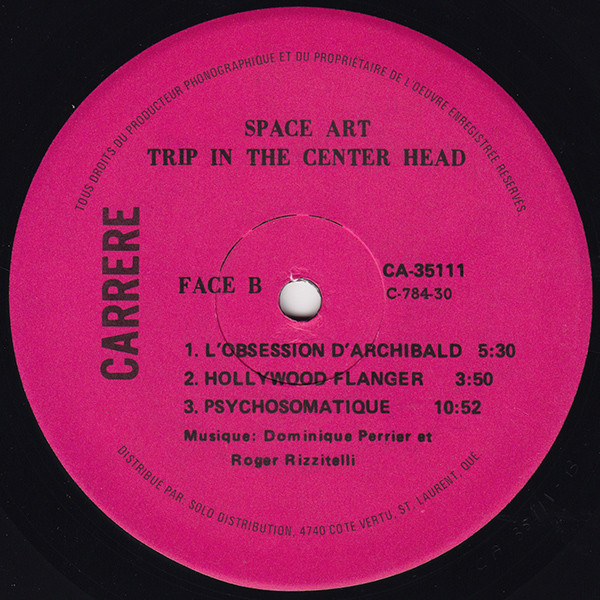 TOUS DROITS DU PRODUCTEUR PHONOGRAPHIQUE ET DU PROPRIÉTAIRE DE L'OEUVRE ENREGISTRÉE RÉSERVÉS.
SPACE ART
TRIP IN THE CENTER HEAD
CARRERE
FACE B
CA-35111
C-784-30
1. L'OBSESSION D'ARCHIBALD 5:30
2. HOLLYWOOD FLANGER 3:50
3. PSYCHOSOMATIQUE 10:52
Musique: Dominique Perrier et
Roger Rizzitelli
DISTRIBUÉ PAR: SOLO DISTRIBUTION, 4740 COTE VERTU, ST. LAURENT, QUE.